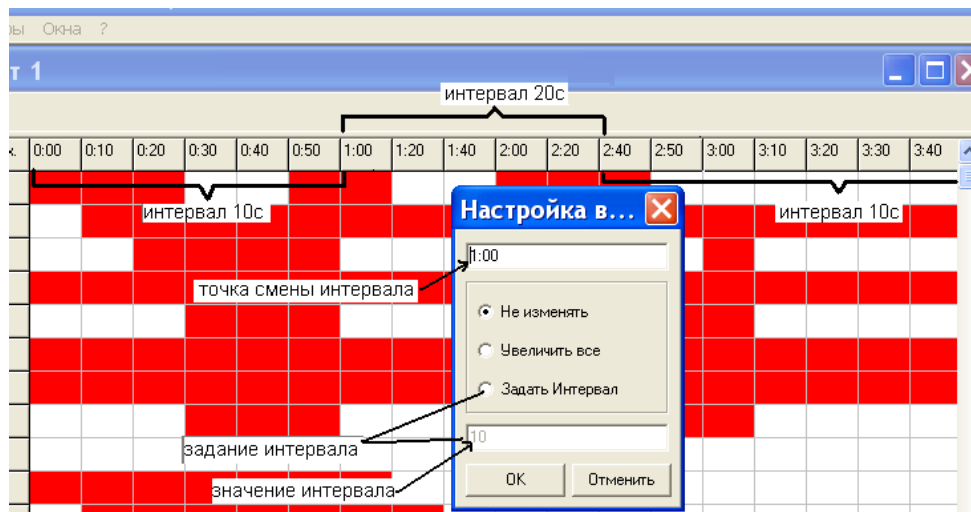 Окна ?
1
интервал 20с
0:00 0:10 0:20 0:30 0:40 0:50 1:00 1:20 1:40 2:00 2:20 2:40 2:50 3:00 3:10 3:20 3:30 3:40
интервал 10с
интервал 10с
Настройка в...
1:00
точка смены интервала
Не изменять
Увеличить все
Задать Интервал
задание интервала
10
значение интервала
OK Отменить